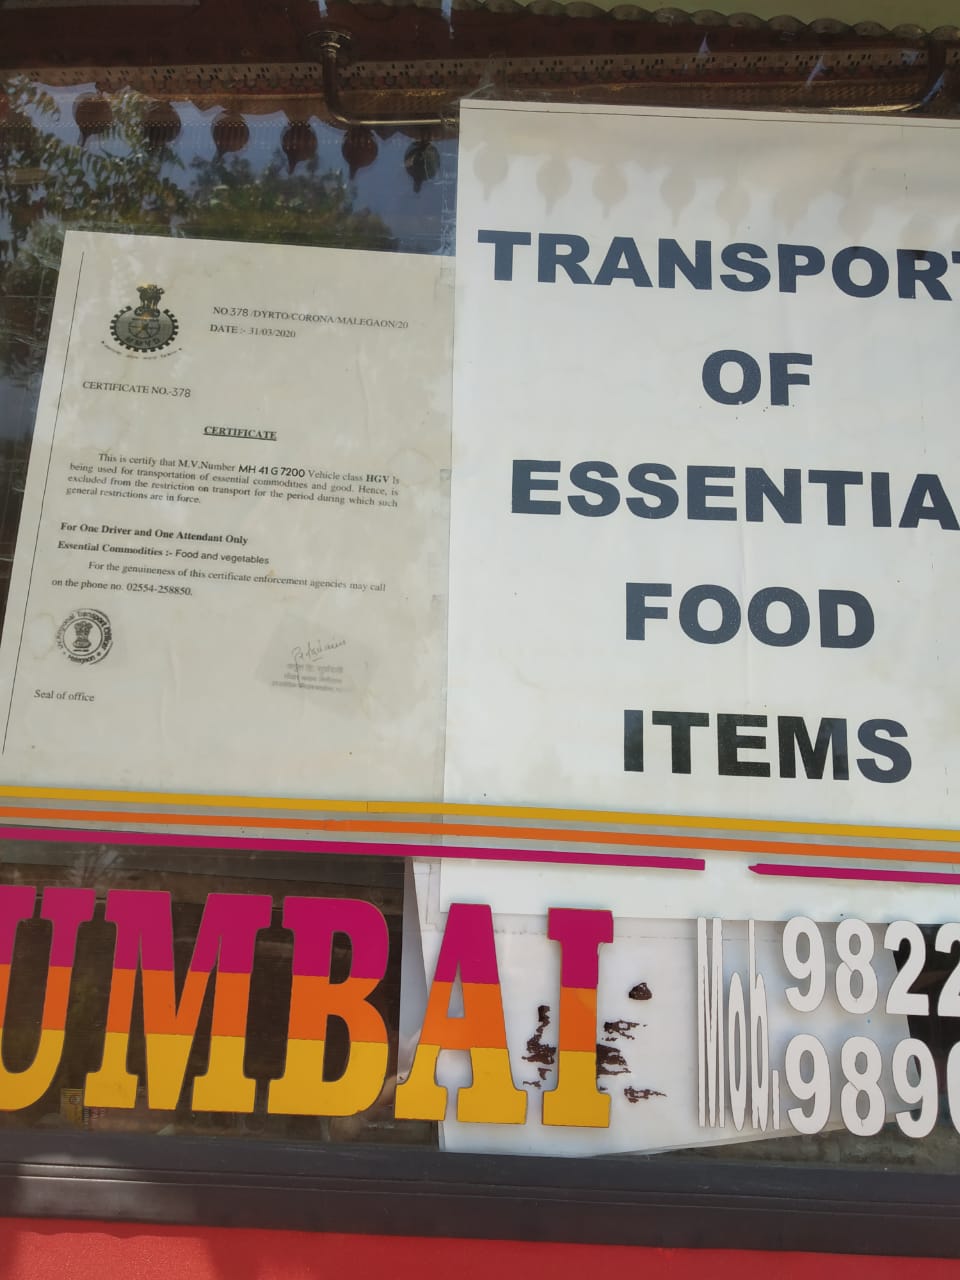 NO.378 /DYRTO/CORONA/MALEGAON/20
DATE :- 31/03/2020
CERTIFICATE NO.-378
CERTIFICATE
This is certify that M.V.Number MH 41 G 7200 Vehicle class HGV Is
being used for transportation of essential commodities and good. Hence, is
excluded from the restriction on transport for the period during which such
general restrictions are in force.
For One Driver and One Attendant Only
Essential Commodities :- Food and vegetables
For the genuineness of this certificate enforcement agencies may call
on the phone no. 02554-258850.
Seal of office
TRANSPORT
OF
ESSENTIA
FOOD
ITEMS
UMBAI
Mob. 9822
989